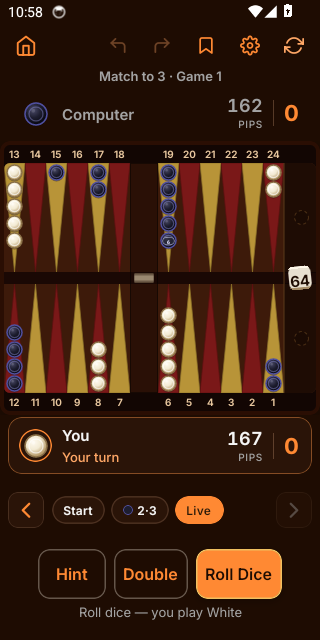 10:58
Match to 3 · Game 1
Computer
162
PIPS
0
13 14 15 16 17 18 19 20 21 22 23 24
6
64
12 11 10 9 8 7 6 5 4 3 2 1
You
Your turn
167
PIPS
0
Start
2·3
Live
Hint
Double
Roll Dice
Roll dice — you play White